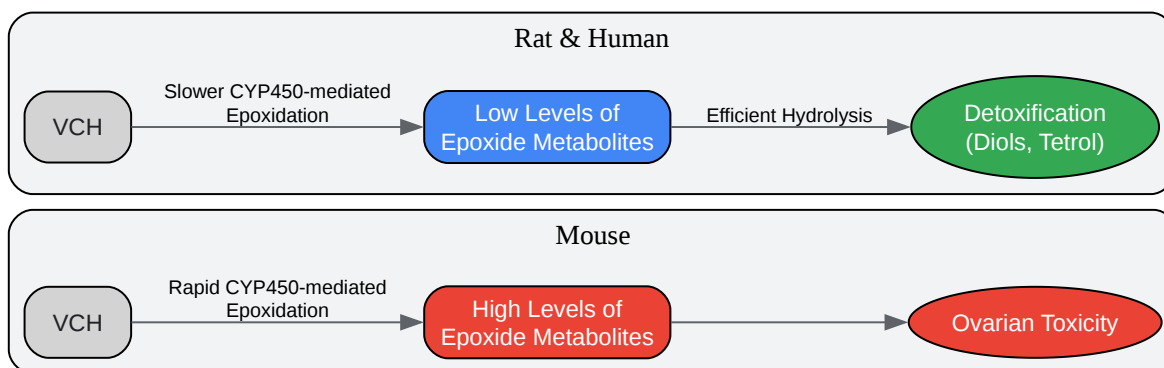 Rat & Human
VCH
Slower CYP450-mediated
Epoxidation
Low Levels of
Epoxide Metabolites
Efficient Hydrolysis
Detoxification
(Diols, Tetrol)
Mouse
VCH
Rapid CYP450-mediated
Epoxidation
High Levels of
Epoxide Metabolites
Ovarian Toxicity